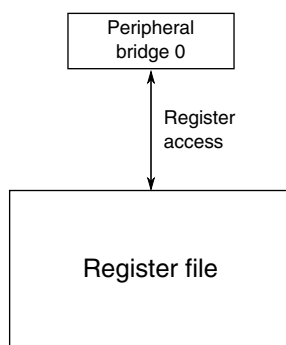 Peripheral
bridge 0
Register
access
Register file